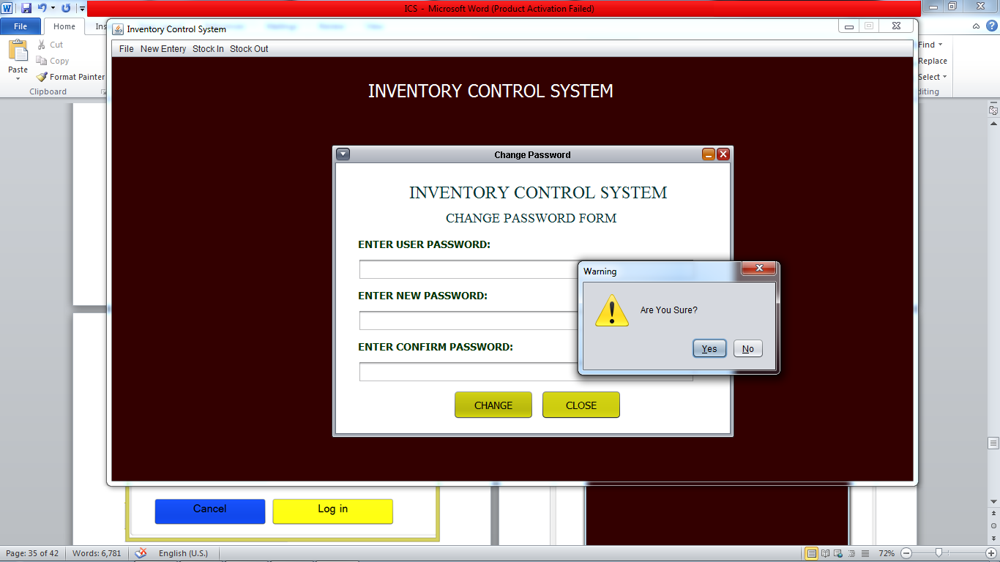 ICS - Microsoft Word (Product Activation Failed)
File
Home
Ins
Cut
Copy
Paste
Format Painter
Clipboard
Find
Replace
Select
diting
Inventory Control System
File New Entery Stock In Stock Out
INVENTORY CONTROL SYSTEM
Change Password
INVENTORY CONTROL SYSTEM
CHANGE PASSWORD FORM
ENTER USER PASSWORD:
ENTER NEW PASSWORD:
ENTER CONFIRM PASSWORD:
CHANGE
CLOSE
Warning
Are You Sure?
Yes
No
Cancel
Log in
Page: 35 of 42
Words: 6,781
English (U.S.)
72%